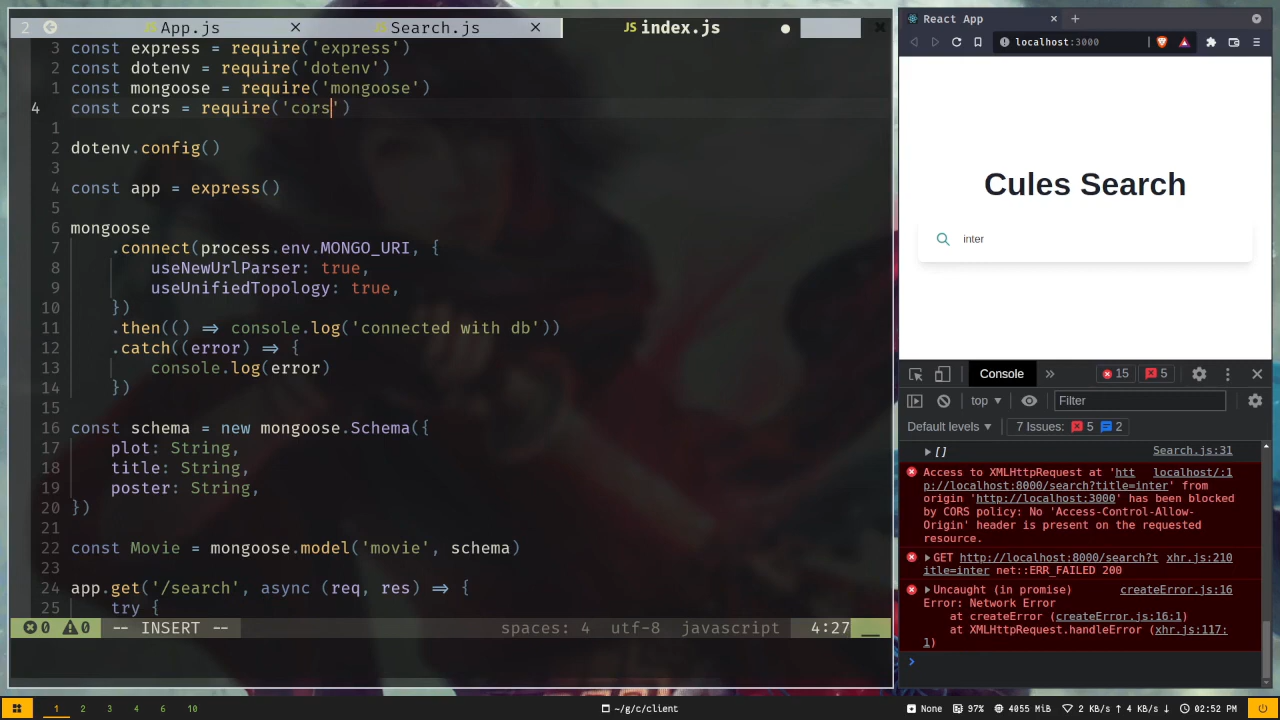 2 App.js Search.js JS index.js
3 const express = require('express')
2 const dotenv = require('dotenv')
1 const mongoose = require('mongoose')
4 const cors = require('cors')
1
2 dotenv.config()
3
4 const app = express()
5
6 mongoose
7 .connect(process.env.MONGO_URI, {
8 useNewUrlParser: true,
9 useUnifiedTopology: true,
10 })
11 .then(() => console.log('connected with db'))
12 .catch((error) => {
13 console.log(error)
14 })
15
16 const schema = new mongoose.Schema({
17 plot: String,
18 title: String,
19 poster: String,
20 })
21
22 const Movie = mongoose.model('movie', schema)
23
24 app.get('/search', async (req, res) => {
25 try {
0 0 -- INSERT -- spaces: 4 utf-8 javascript 4:27
React App
localhost:3000
Cules Search
inter
Console 15 5
top Filter
Default levels 7 Issues: 5 2
[] Search.js:31
Access to XMLHttpRequest at 'htt localhost/:1
p://localhost:8000/search?title=inter' from
origin 'http://localhost:3000' has been blocked
by CORS policy: No 'Access-Control-Allow-
Origin' header is present on the requested
resource.
GET http://localhost:8000/search?t xhr.js:210
itle=inter net::ERR_FAILED 200
Uncaught (in promise) createError.js:16
Error: Network Error
at createError (createError.js:16:1)
at XMLHttpRequest.handleError (xhr.js:117:
1)
1 2 3 4 6 10 ~/g/c/client None 97% 4055 MiB 2 KB/s ↑ 4 KB/s ↓ 02:52 PM